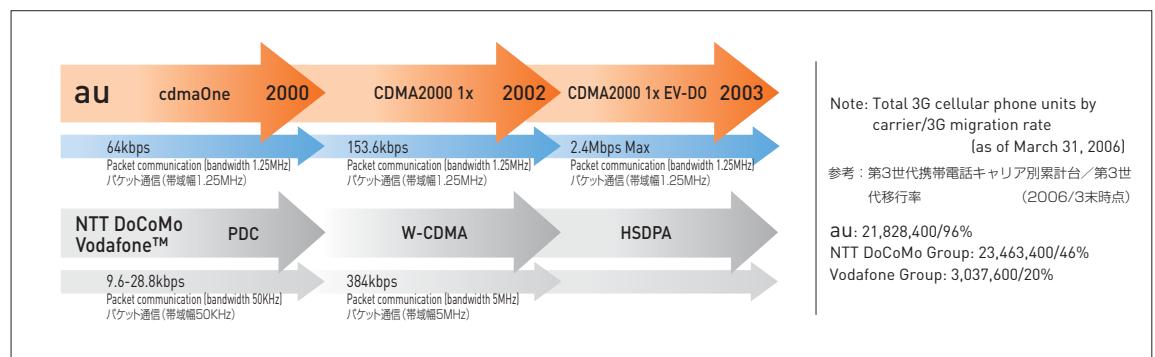 au cdmaOne 2000 CDMA2000 1x 2002 CDMA2000 1x EV-DO 2003
64kbps
Packet communication (bandwidth 1.25MHz)
パケット通信（帯域幅1.25MHz）
153.6kbps
Packet communication (bandwidth 1.25MHz)
パケット通信（帯域幅1.25MHz）
2.4Mbps Max
Packet communication (bandwidth 1.25MHz)
パケット通信（帯域幅1.25MHz）
NTT DoCoMo
Vodafone™
PDC W-CDMA HSDPA
9.6-28.8kbps
Packet communication (bandwidth 50KHz)
パケット通信（帯域幅50KHz）
384kbps
Packet communication (bandwidth 5MHz)
パケット通信（帯域幅5MHz）
Note: Total 3G cellular phone units by
carrier/3G migration rate
(as of March 31, 2006)
参考：第3世代携帯電話キャリア別累計台／第3世
代移行率 （2006/3末時点）
au: 21,828,400/96%
NTT DoCoMo Group: 23,463,400/46%
Vodafone Group: 3,037,600/20%